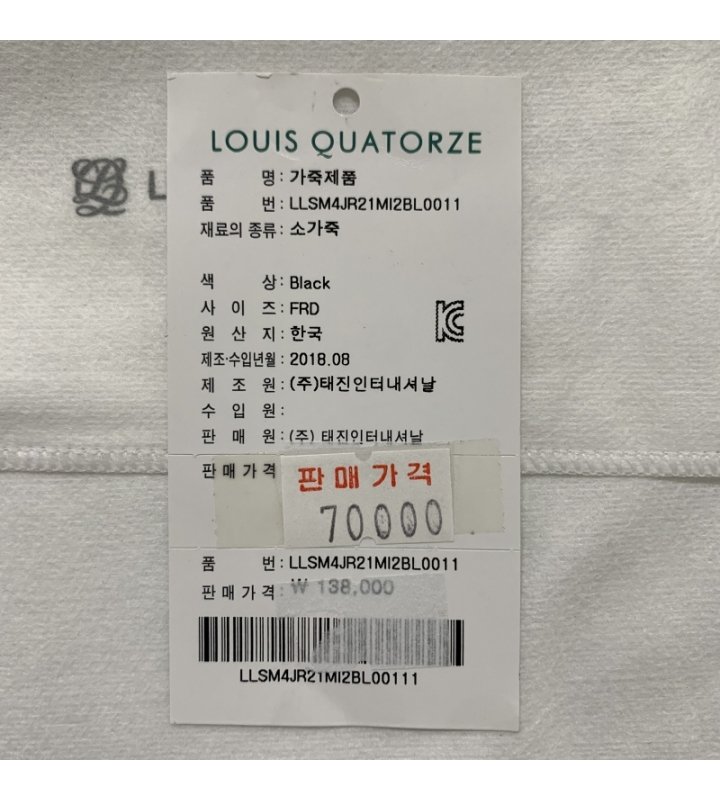 LOUIS QUATORZE
L
품 명 : 가죽제품
품 번 : LLSM4JR21MI2BL0011
재료의 종류 : 소가죽
색 상 : Black
사 이 즈 : FRD
원 산 지 : 한국
제조·수입년월 : 2018.08
제 조 원 : (주)태진인터내셔날
수 입 원 :
판 매 원 : (주) 태진인터내셔날
판 매 가 격
판 매 가 격
70000
품 번 : LLSM4JR21MI2BL0011
판 매 가 격 : ₩ 138,000
LLSM4JR21MI2BL00111